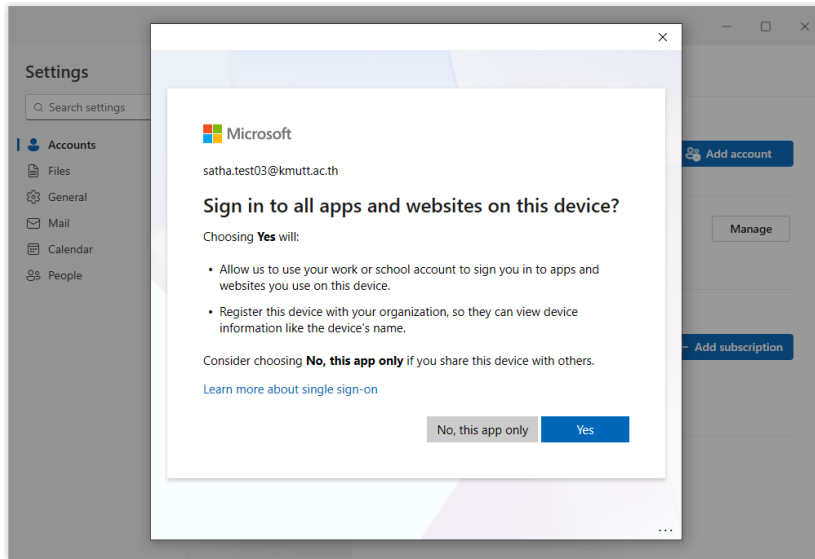 Settings
Search settings
Accounts
Files
General
Mail
Calendar
People
Microsoft
satha.test03@kmutt.ac.th
Sign in to all apps and websites on this device?
Choosing Yes will:
• Allow us to use your work or school account to sign you in to apps and
websites you use on this device.
• Register this device with your organization, so they can view device
information like the device's name.
Consider choosing No, this app only if you share this device with others.
Learn more about single sign-on
No, this app only
Yes
...
Add account
Manage
Add subscription